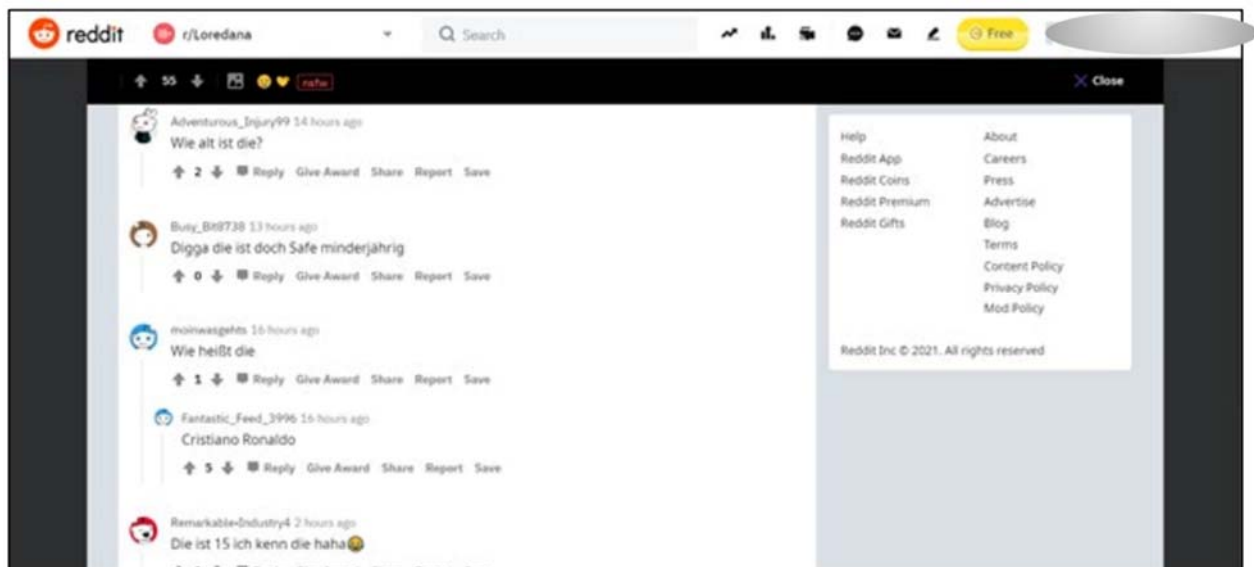 reddit r/Loredana Search Free
55 nsfw Close
Adventurous_Injury99 14 hours ago
Wie alt ist die?
2 Reply Give Award Share Report Save
Busy_Bit8738 13 hours ago
Digga die ist doch Safe minderjährig
0 Reply Give Award Share Report Save
moinwasgehts 16 hours ago
Wie heißt die
1 Reply Give Award Share Report Save
Fantastic_Feed_3996 16 hours ago
Cristiano Ronaldo
5 Reply Give Award Share Report Save
Remarkable-Industry4 2 hours ago
Die ist 15 ich kenn die haha😂
Help About
Reddit App Careers
Reddit Coins Press
Reddit Premium Advertise
Reddit Gifts Blog
Terms
Content Policy
Privacy Policy
Mod Policy
Reddit Inc © 2021. All rights reserved